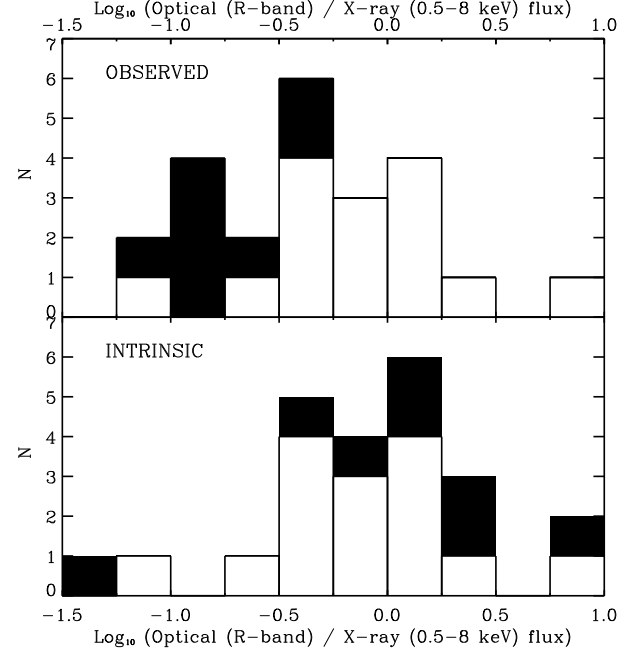 Log₁₀ (Optical (R-band) / X-ray (0.5-8 keV) flux)
-1.5 -1.0 -0.5 0.0 0.5 1.0
7
OBSERVED
6
5
4
N
3
2
1
0
7
INTRINSIC
6
5
4
N
3
2
1
0
-1.5 -1.0 -0.5 0.0 0.5 1.0
Log₁₀ (Optical (R-band) / X-ray (0.5-8 keV) flux)